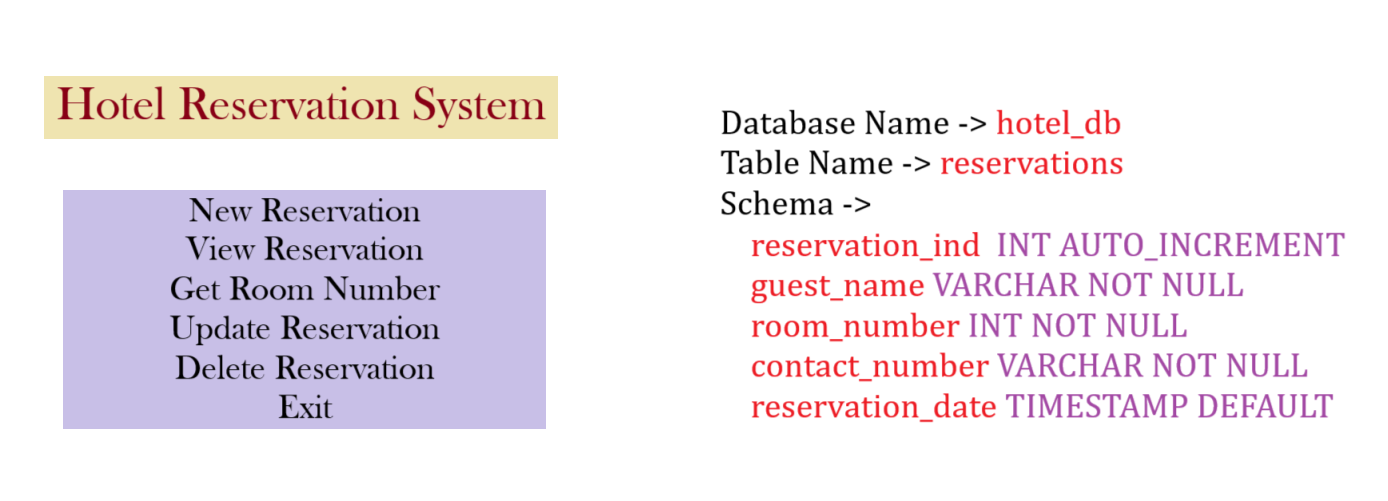 Hotel Reservation System
New Reservation
View Reservation
Get Room Number
Update Reservation
Delete Reservation
Exit
Database Name -> hotel_db
Table Name -> reservations
Schema ->
reservation_ind INT AUTO_INCREMENT
guest_name VARCHAR NOT NULL
room_number INT NOT NULL
contact_number VARCHAR NOT NULL
reservation_date TIMESTAMP DEFAULT